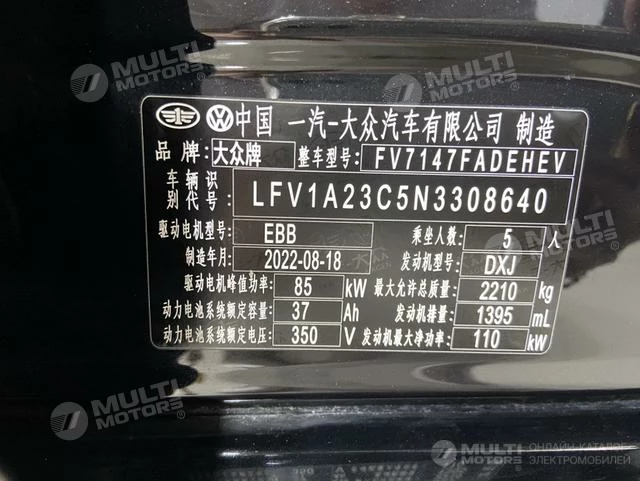 中国 一汽-大众汽车有限公司 制造
品 牌: 大众牌 整车型号: FV7147FADEHEV
车辆识别代号: LFV1A23C5N3308640
驱动电机型号: EBB 乘坐人数: 5 人
制造年月: 2022-08-18 发动机型号: DXJ
驱动电机峰值功率: 85 kW 最大允许总质量: 2210 kg
动力电池系统额定容量: 37 Ah 发动机排量: 1395 mL
动力电池系统额定电压: 350 V 发动机最大净功率: 110 kW
MULTI MOTORS®
MULTI MOTORS®
MULTI MOTORS®
MULTI MOTORS ОНЛАЙН-КАТАЛОГ ЭЛЕКТРОМОБИЛЕЙ